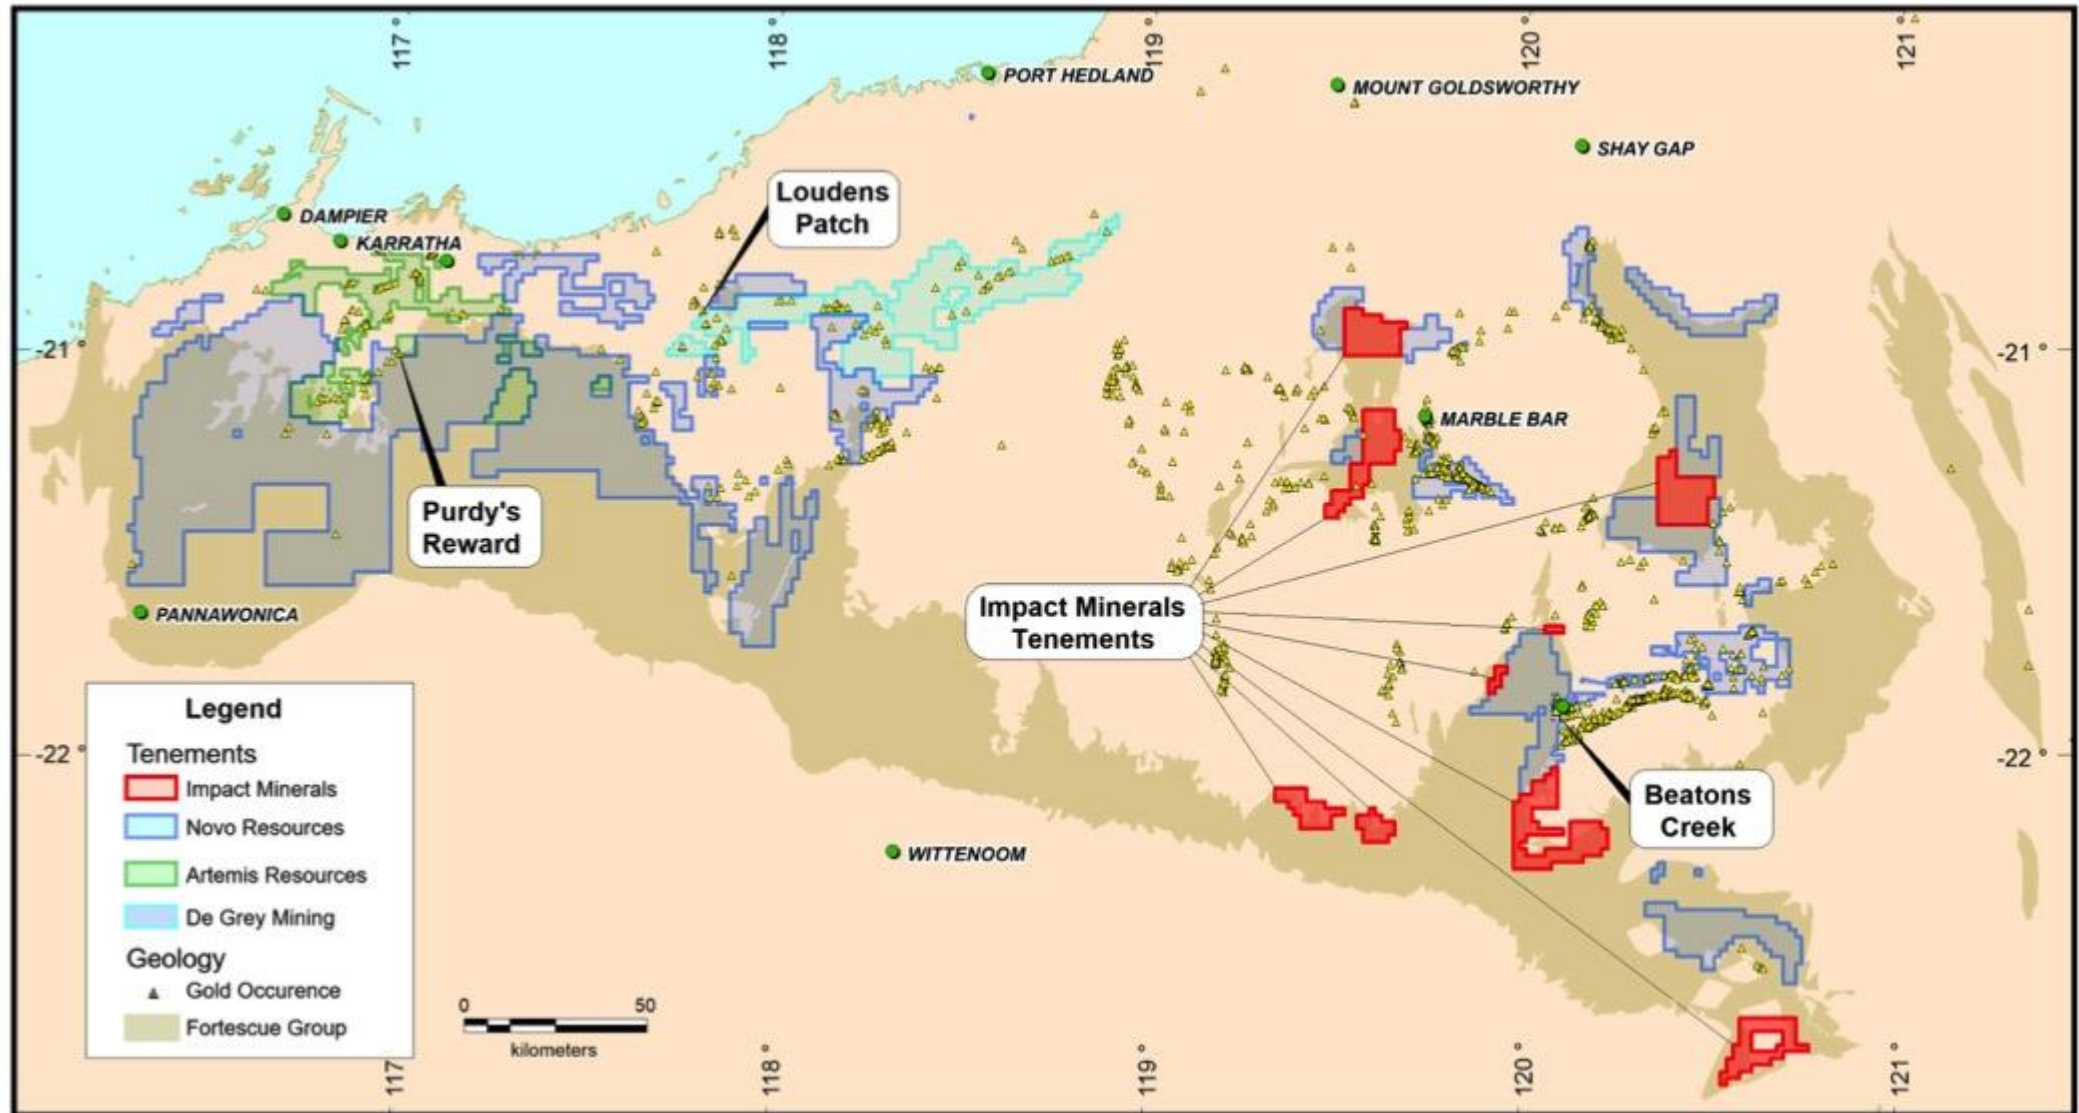 117°
118°
119°
120°
121°
PORT HEDLAND
MOUNT GOLDSWORTHY
SHAY GAP
Loudens
Patch
DAMPIER
KARRATHA
-21°
-21°
MARBLE BAR
Purdy's
Reward
Impact Minerals
Tenements
PANNAWONICA
-22°
-22°
Beatons
Creek
WITTENOOM
Legend
Tenements
Impact Minerals
Novo Resources
Artemis Resources
De Grey Mining
Geology
Gold Occurence
Fortescue Group
0 50
kilometers
117°
118°
119°
120°
121°